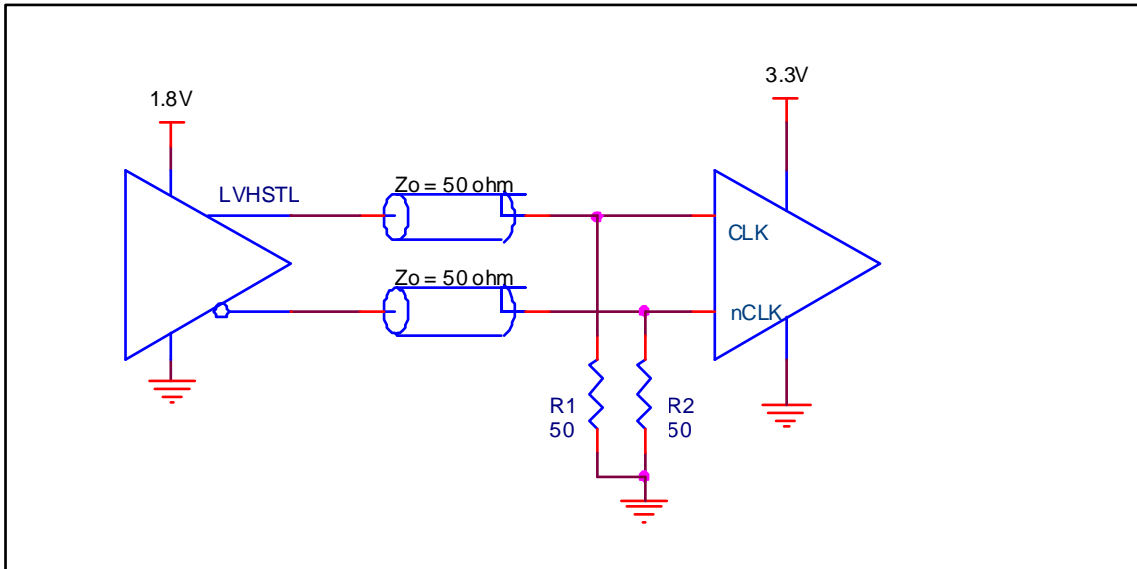 3.3V
1.8V
LVHSTL
Zo = 50 ohm
CLK
Zo = 50 ohm
nCLK
R1
50
R2
50